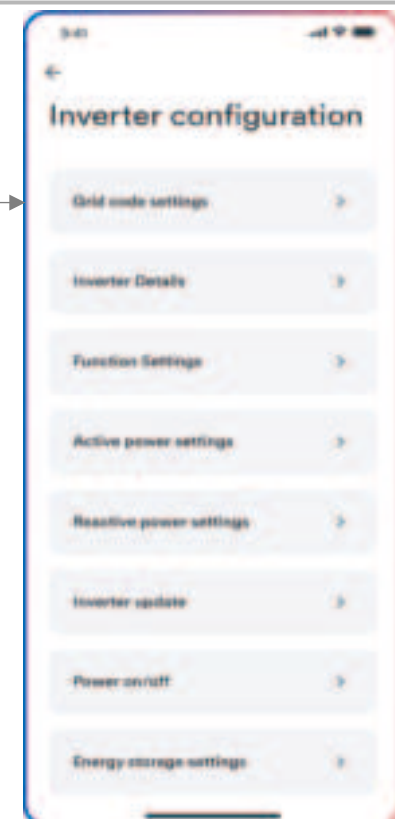 9:41
Inverter configuration
Grid code settings
Inverter Details
Function Settings
Active power settings
Reactive power settings
Inverter update
Power on/off
Energy storage settings